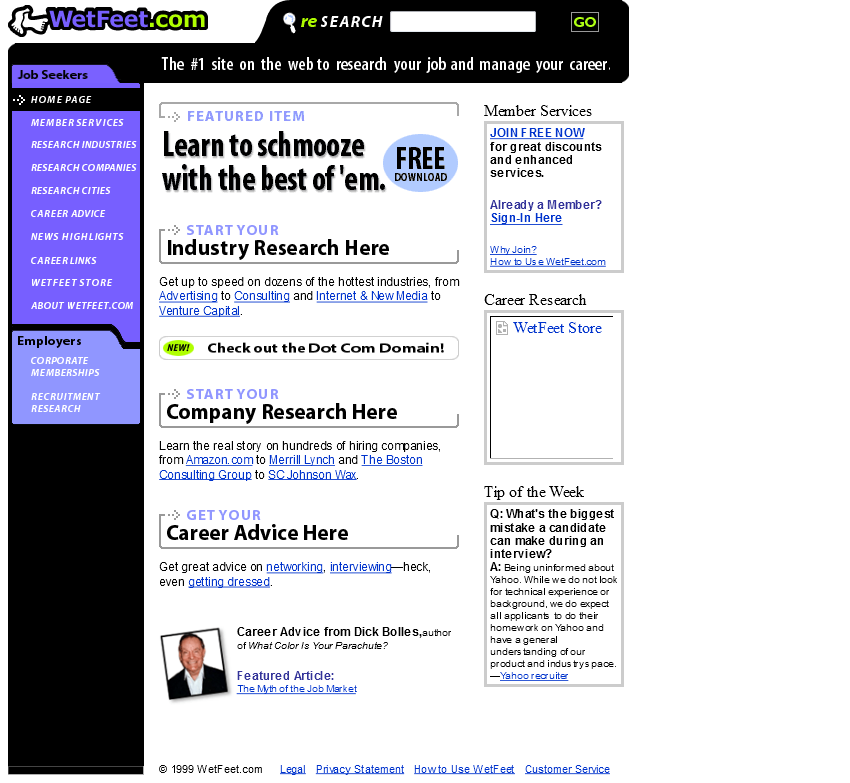 WetFeet.com
reSEARCH
GO
The #1 site on the web to research your job and manage your career.
Job Seekers
HOME PAGE
MEMBER SERVICES
RESEARCH INDUSTRIES
RESEARCH COMPANIES
RESEARCH CITIES
CAREER ADVICE
NEWS HIGHLIGHTS
CAREER LINKS
WETFEET STORE
ABOUT WETFEET.COM
Employers
CORPORATE
MEMBERSHIPS
RECRUITMENT
RESEARCH
FEATURED ITEM
Learn to schmooze
with the best of 'em.
FREE
DOWNLOAD
START YOUR
Industry Research Here
Get up to speed on dozens of the hottest industries, from
Advertising to Consulting and Internet & New Media to
Venture Capital.
NEW! Check out the Dot Com Domain!
START YOUR
Company Research Here
Learn the real story on hundreds of hiring companies,
from Amazon.com to Merrill Lynch and The Boston
Consulting Group to SC Johnson Wax.
GET YOUR
Career Advice Here
Get great advice on networking, interviewing—heck,
even getting dressed.
Career Advice from Dick Bolles, author
of What Color Is Your Parachute?
Featured Article:
The Myth of the Job Market
Member Services
JOIN FREE NOW
for great discounts
and enhanced
services.
Already a Member?
Sign-In Here
Why Join?
How to Use WetFeet.com
Career Research
WetFeet Store
Tip of the Week
Q: What's the biggest
mistake a candidate
can make during an
interview?
A: Being uninformed about
Yahoo. While we do not look
for technical experience or
background, we do expect
all applicants to do their
homework on Yahoo and
have a general
understanding of our
product and industrys pace.
—Yahoo recruiter
© 1999 WetFeet.com Legal Privacy Statement How to Use WetFeet Customer Service